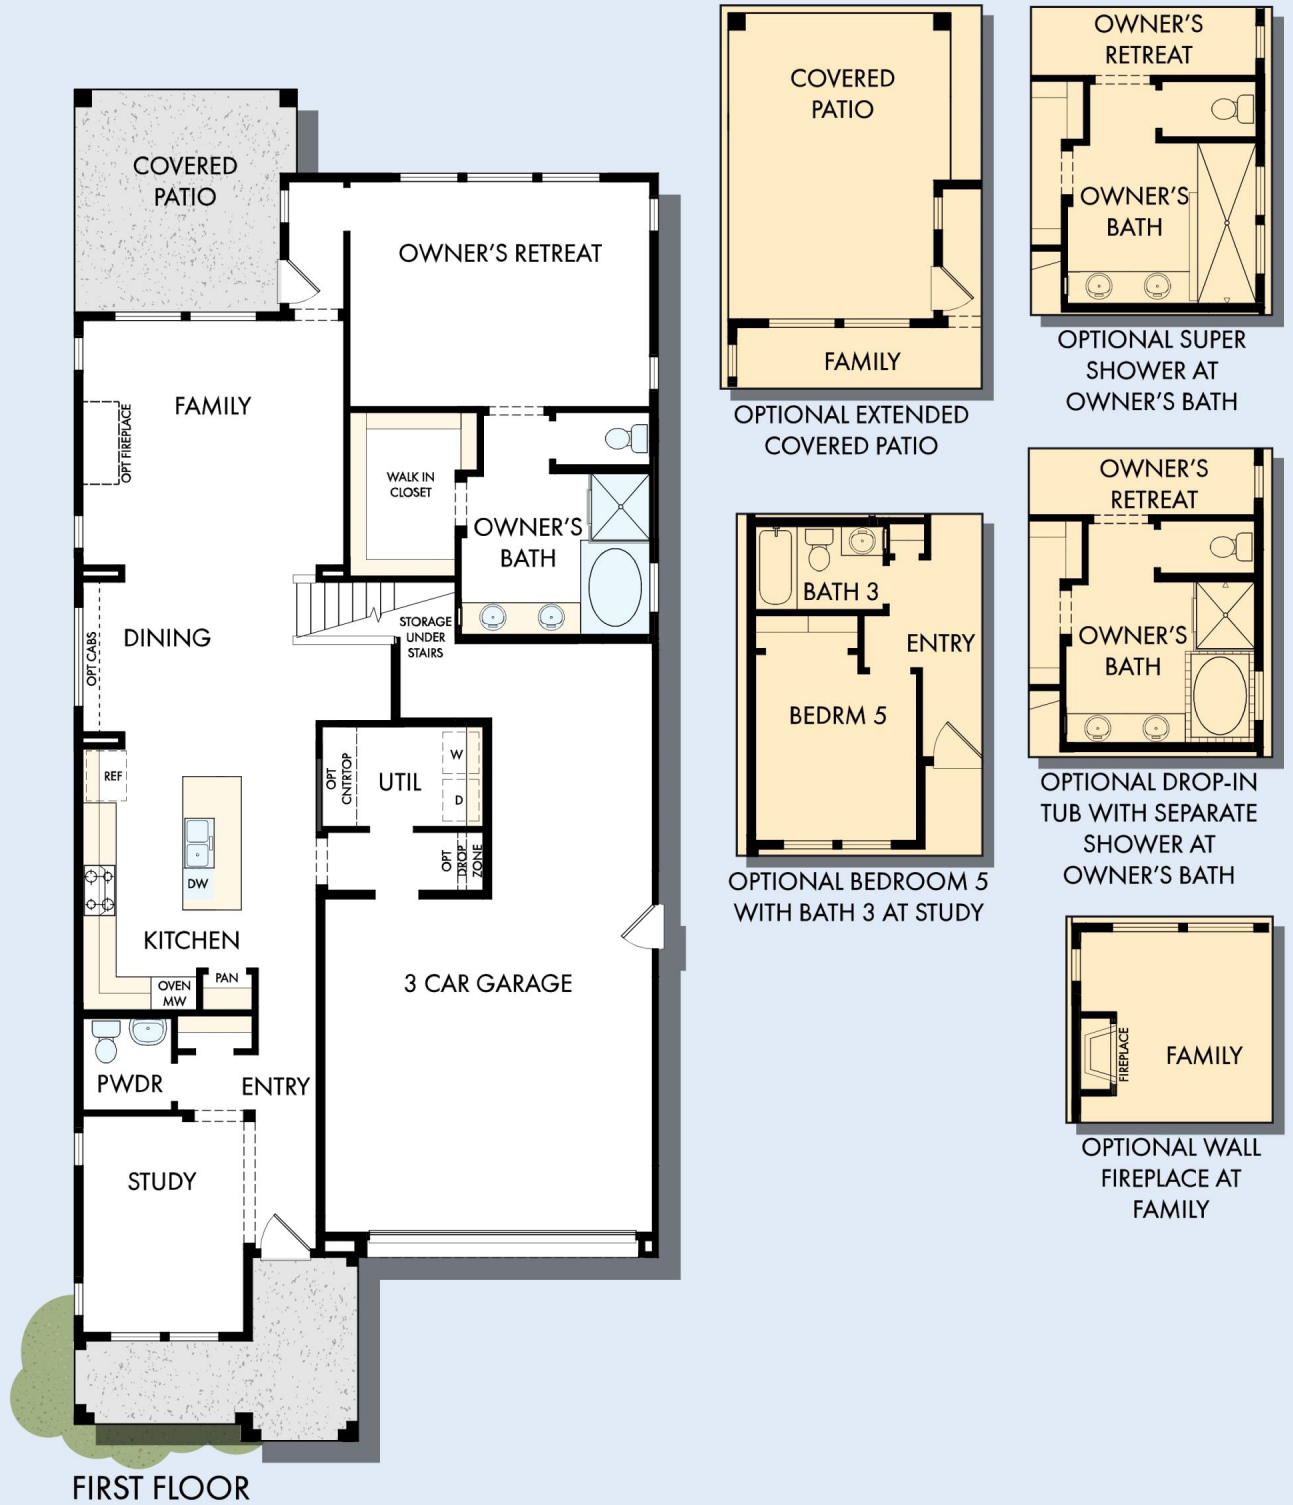 COVERED
PATIO
OWNER'S RETREAT
FAMILY
OPT FIREPLACE
WALK IN
CLOSET
OWNER'S
BATH
STORAGE
UNDER
STAIRS
DINING
OPT CABS
REF
OPT
CNTRTOP
UTIL
W
D
OPT
DROP
ZONE
DW
KITCHEN
OVEN
MW
PAN
3 CAR GARAGE
PWDR
ENTRY
STUDY
FIRST FLOOR
COVERED
PATIO
FAMILY
OPTIONAL EXTENDED
COVERED PATIO
OWNER'S
RETREAT
OWNER'S
BATH
OPTIONAL SUPER
SHOWER AT
OWNER'S BATH
BATH 3
ENTRY
BEDRM 5
OPTIONAL BEDROOM 5
WITH BATH 3 AT STUDY
OWNER'S
RETREAT
OWNER'S
BATH
OPTIONAL DROP-IN
TUB WITH SEPARATE
SHOWER AT
OWNER'S BATH
FIREPLACE
FAMILY
OPTIONAL WALL
FIREPLACE AT
FAMILY